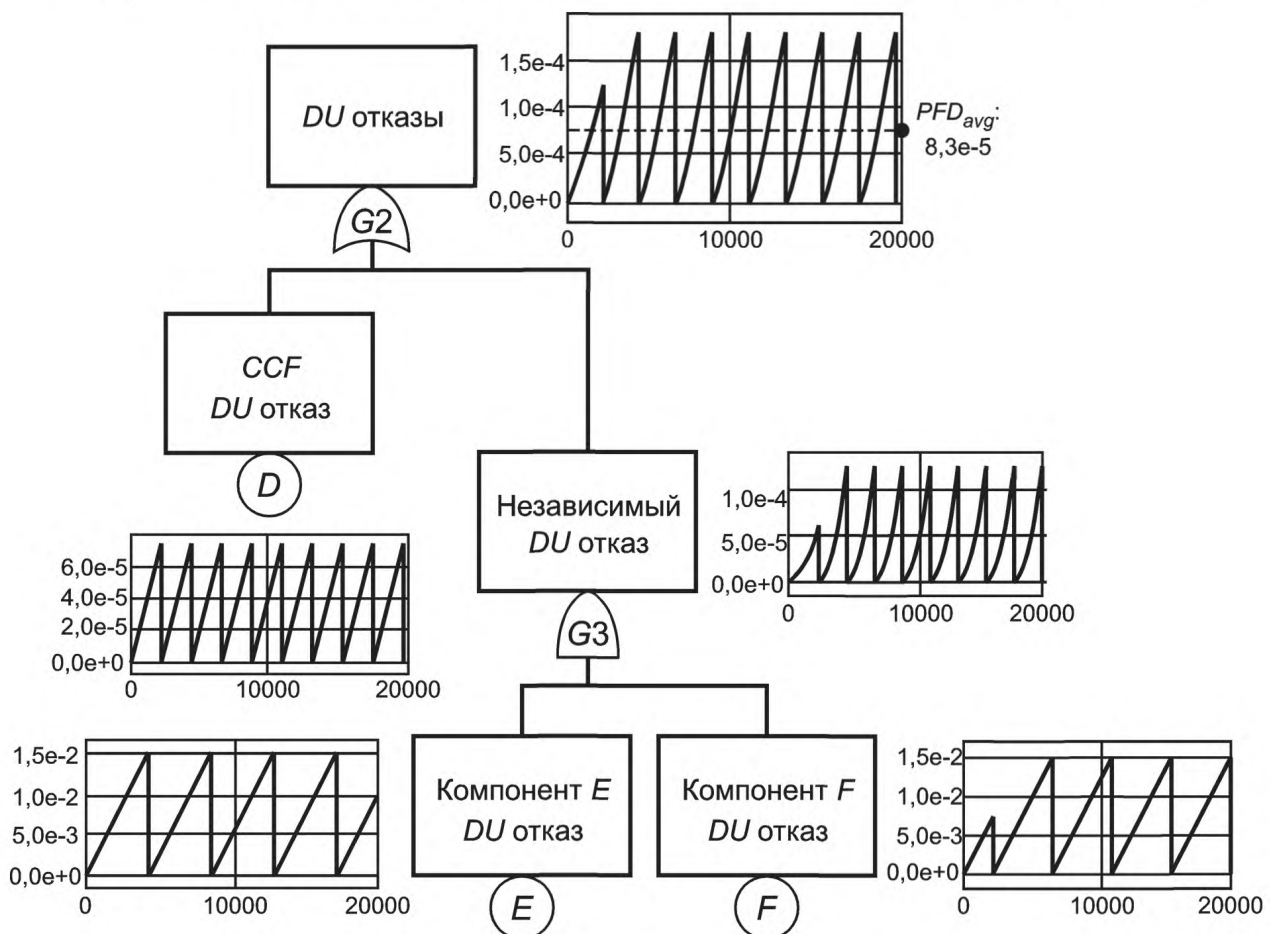 DU отказы
1,5e-4
1,0e-4
5,0e-4
0,0e+0
0
10000
20000
PFDavg:
8,3e-5
G2
CCF
DU отказ
D
6,0e-5
4,0e-5
2,0e-5
0,0e+0
0
10000
20000
Независимый
DU отказ
1,0e-4
5,0e-5
0,0e+0
0
10000
20000
G3
1,5e-2
1,0e-2
5,0e-3
0,0e+0
0
10000
20000
Компонент E
DU отказ
E
Компонент F
DU отказ
F
1,5e-2
1,0e-2
5,0e-3
0,0e+0
0
10000
20000